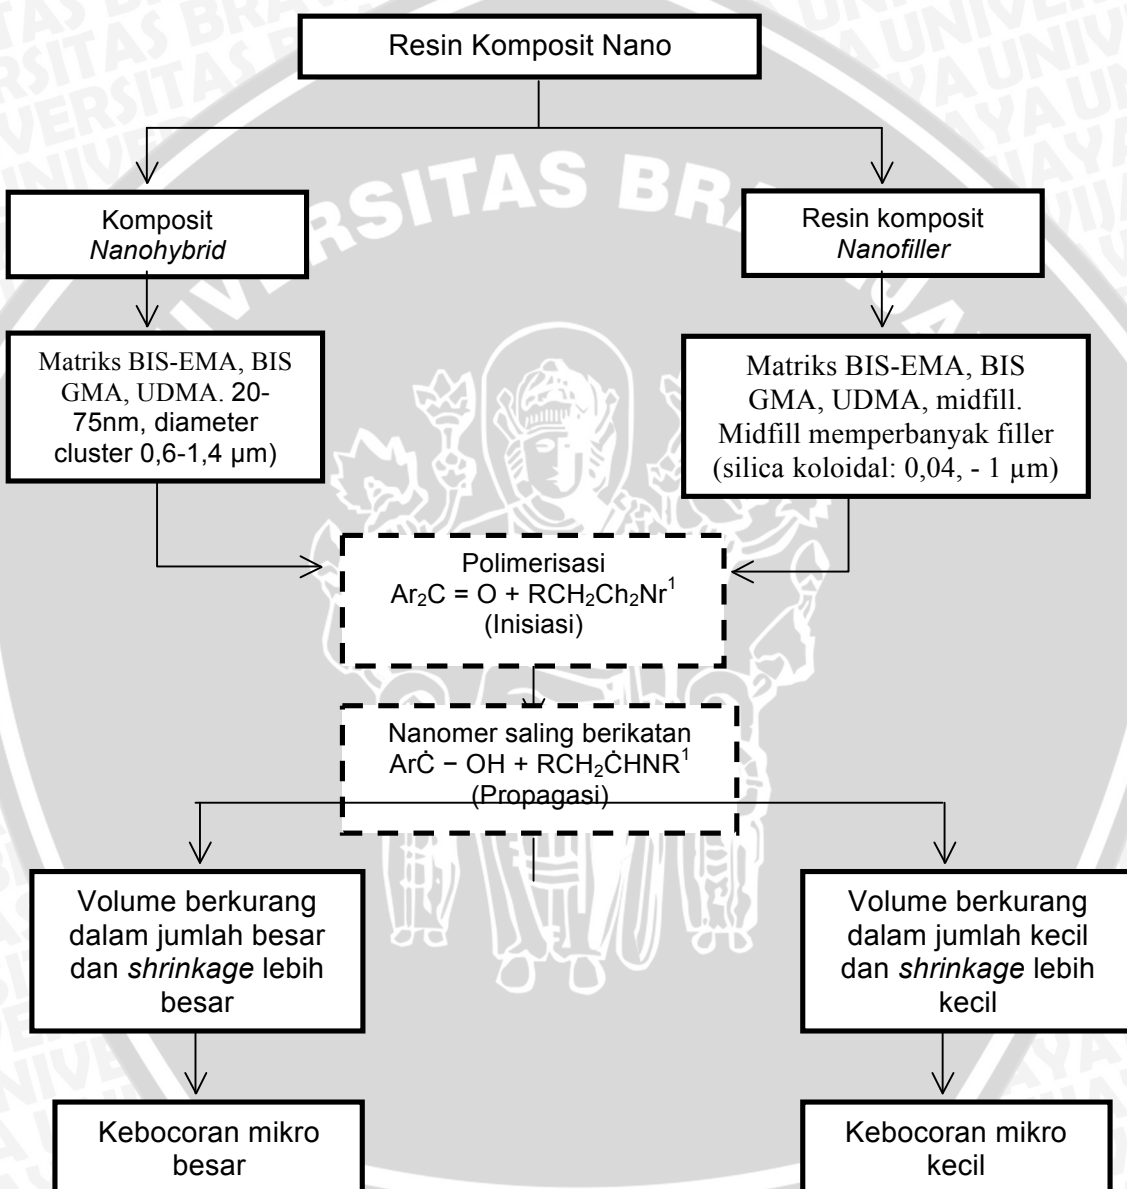 Resin Komposit Nano
Komposit
Nanohybrid
Resin komposit
Nanofiller
Matriks BIS-EMA, BIS
GMA, UDMA. 20-
75nm, diameter
cluster 0,6-1,4 µm)
Matriks BIS-EMA, BIS
GMA, UDMA, midfill.
Midfill memperbanyak filler
(silica koloidal: 0,04, - 1 µm)
Polimerisasi
Ar₂C = O + RCH₂Ch₂Nr¹
(Inisiasi)
Nanomer saling berikatan
ArĊ − OH + RCH₂ĊHNR¹
(Propagasi)
Volume berkurang
dalam jumlah besar
dan shrinkage lebih
besar
Volume berkurang
dalam jumlah kecil
dan shrinkage lebih
kecil
Kebocoran mikro
besar
Kebocoran mikro
kecil